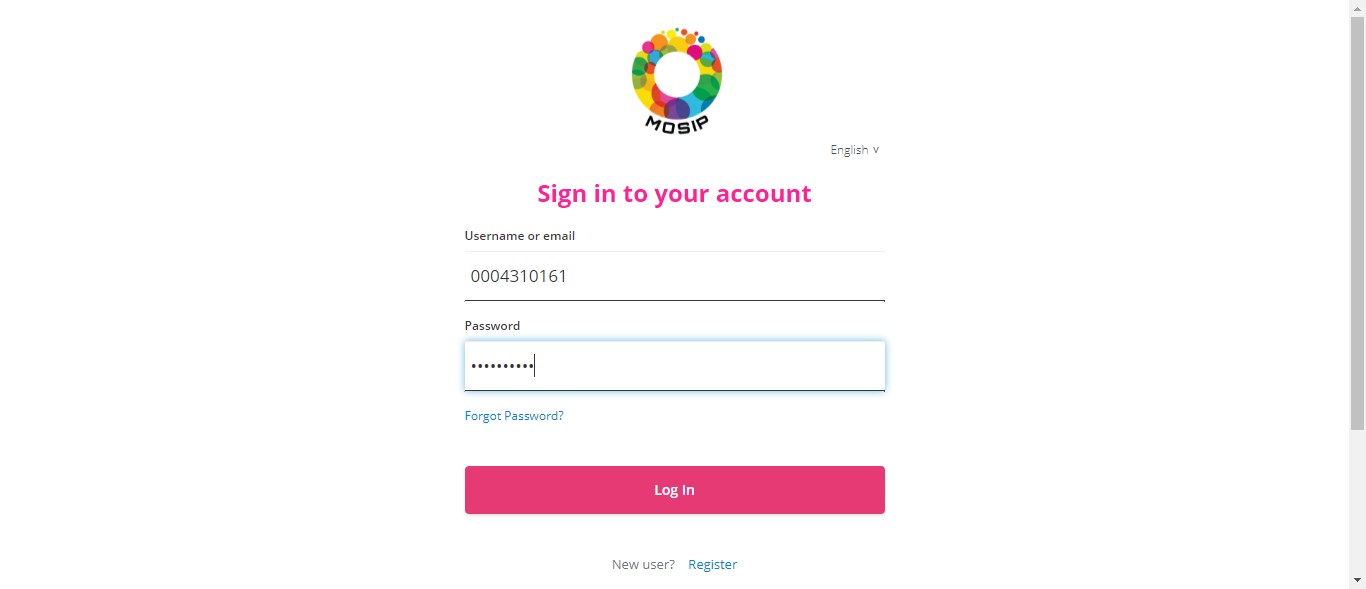 MOSIP
English v
Sign in to your account
Username or email
0004310161
Password
••••••••••
Forgot Password?
Log In
New user? Register